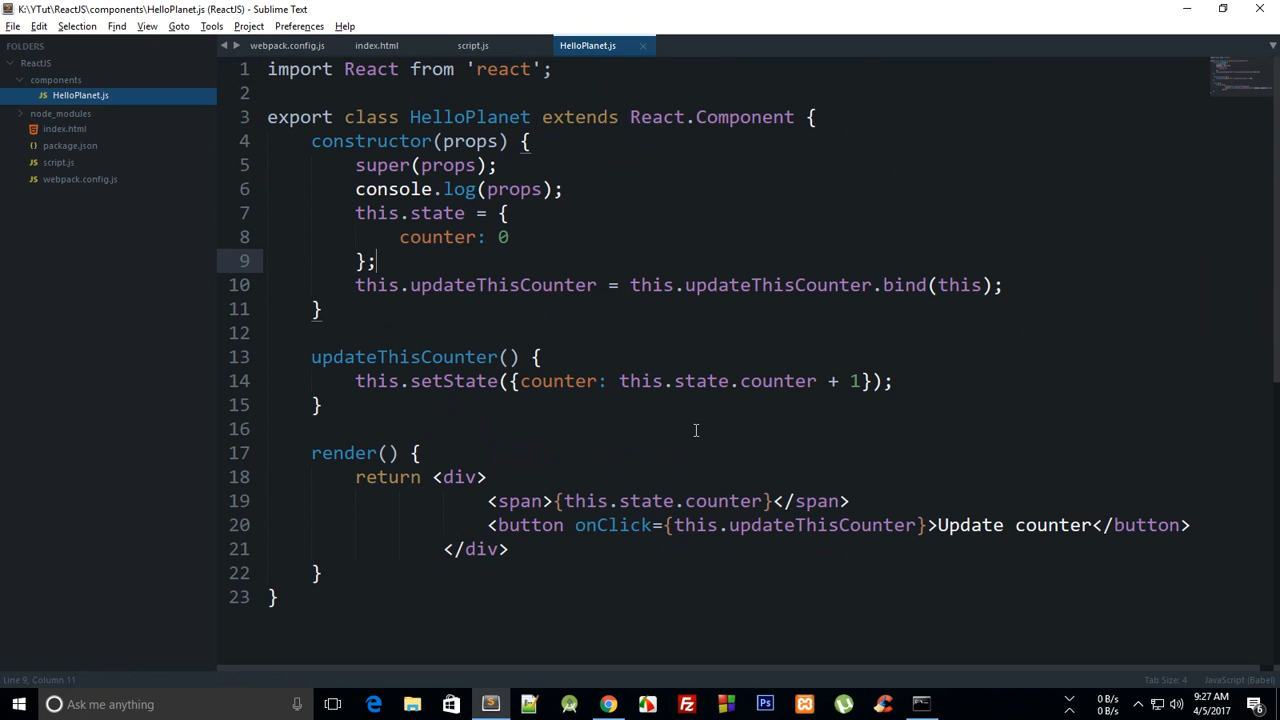 K:\YTut\ReactJS\components\HelloPlanet.js (ReactJS) - Sublime Text
File Edit Selection Find View Goto Tools Project Preferences Help
FOLDERS
ReactJS
components
HelloPlanet.js
node_modules
index.html
package.json
script.js
webpack.config.js
webpack.config.js index.html script.js HelloPlanet.js
1 import React from 'react';
2
3 export class HelloPlanet extends React.Component {
4 constructor(props) {
5 super(props);
6 console.log(props);
7 this.state = {
8 counter: 0
9 };
10 this.updateThisCounter = this.updateThisCounter.bind(this);
11 }
12
13 updateThisCounter() {
14 this.setState({counter: this.state.counter + 1});
15 }
16
17 render() {
18 return <div>
19 <span>{this.state.counter}</span>
20 <button onClick={this.updateThisCounter}>Update counter</button>
21 </div>
22 }
23 }
Line 9, Column 11 Tab Size: 4 JavaScript (Babel)
Ask me anything
0 B/s
0 B/s
9:27 AM
4/5/2017
6